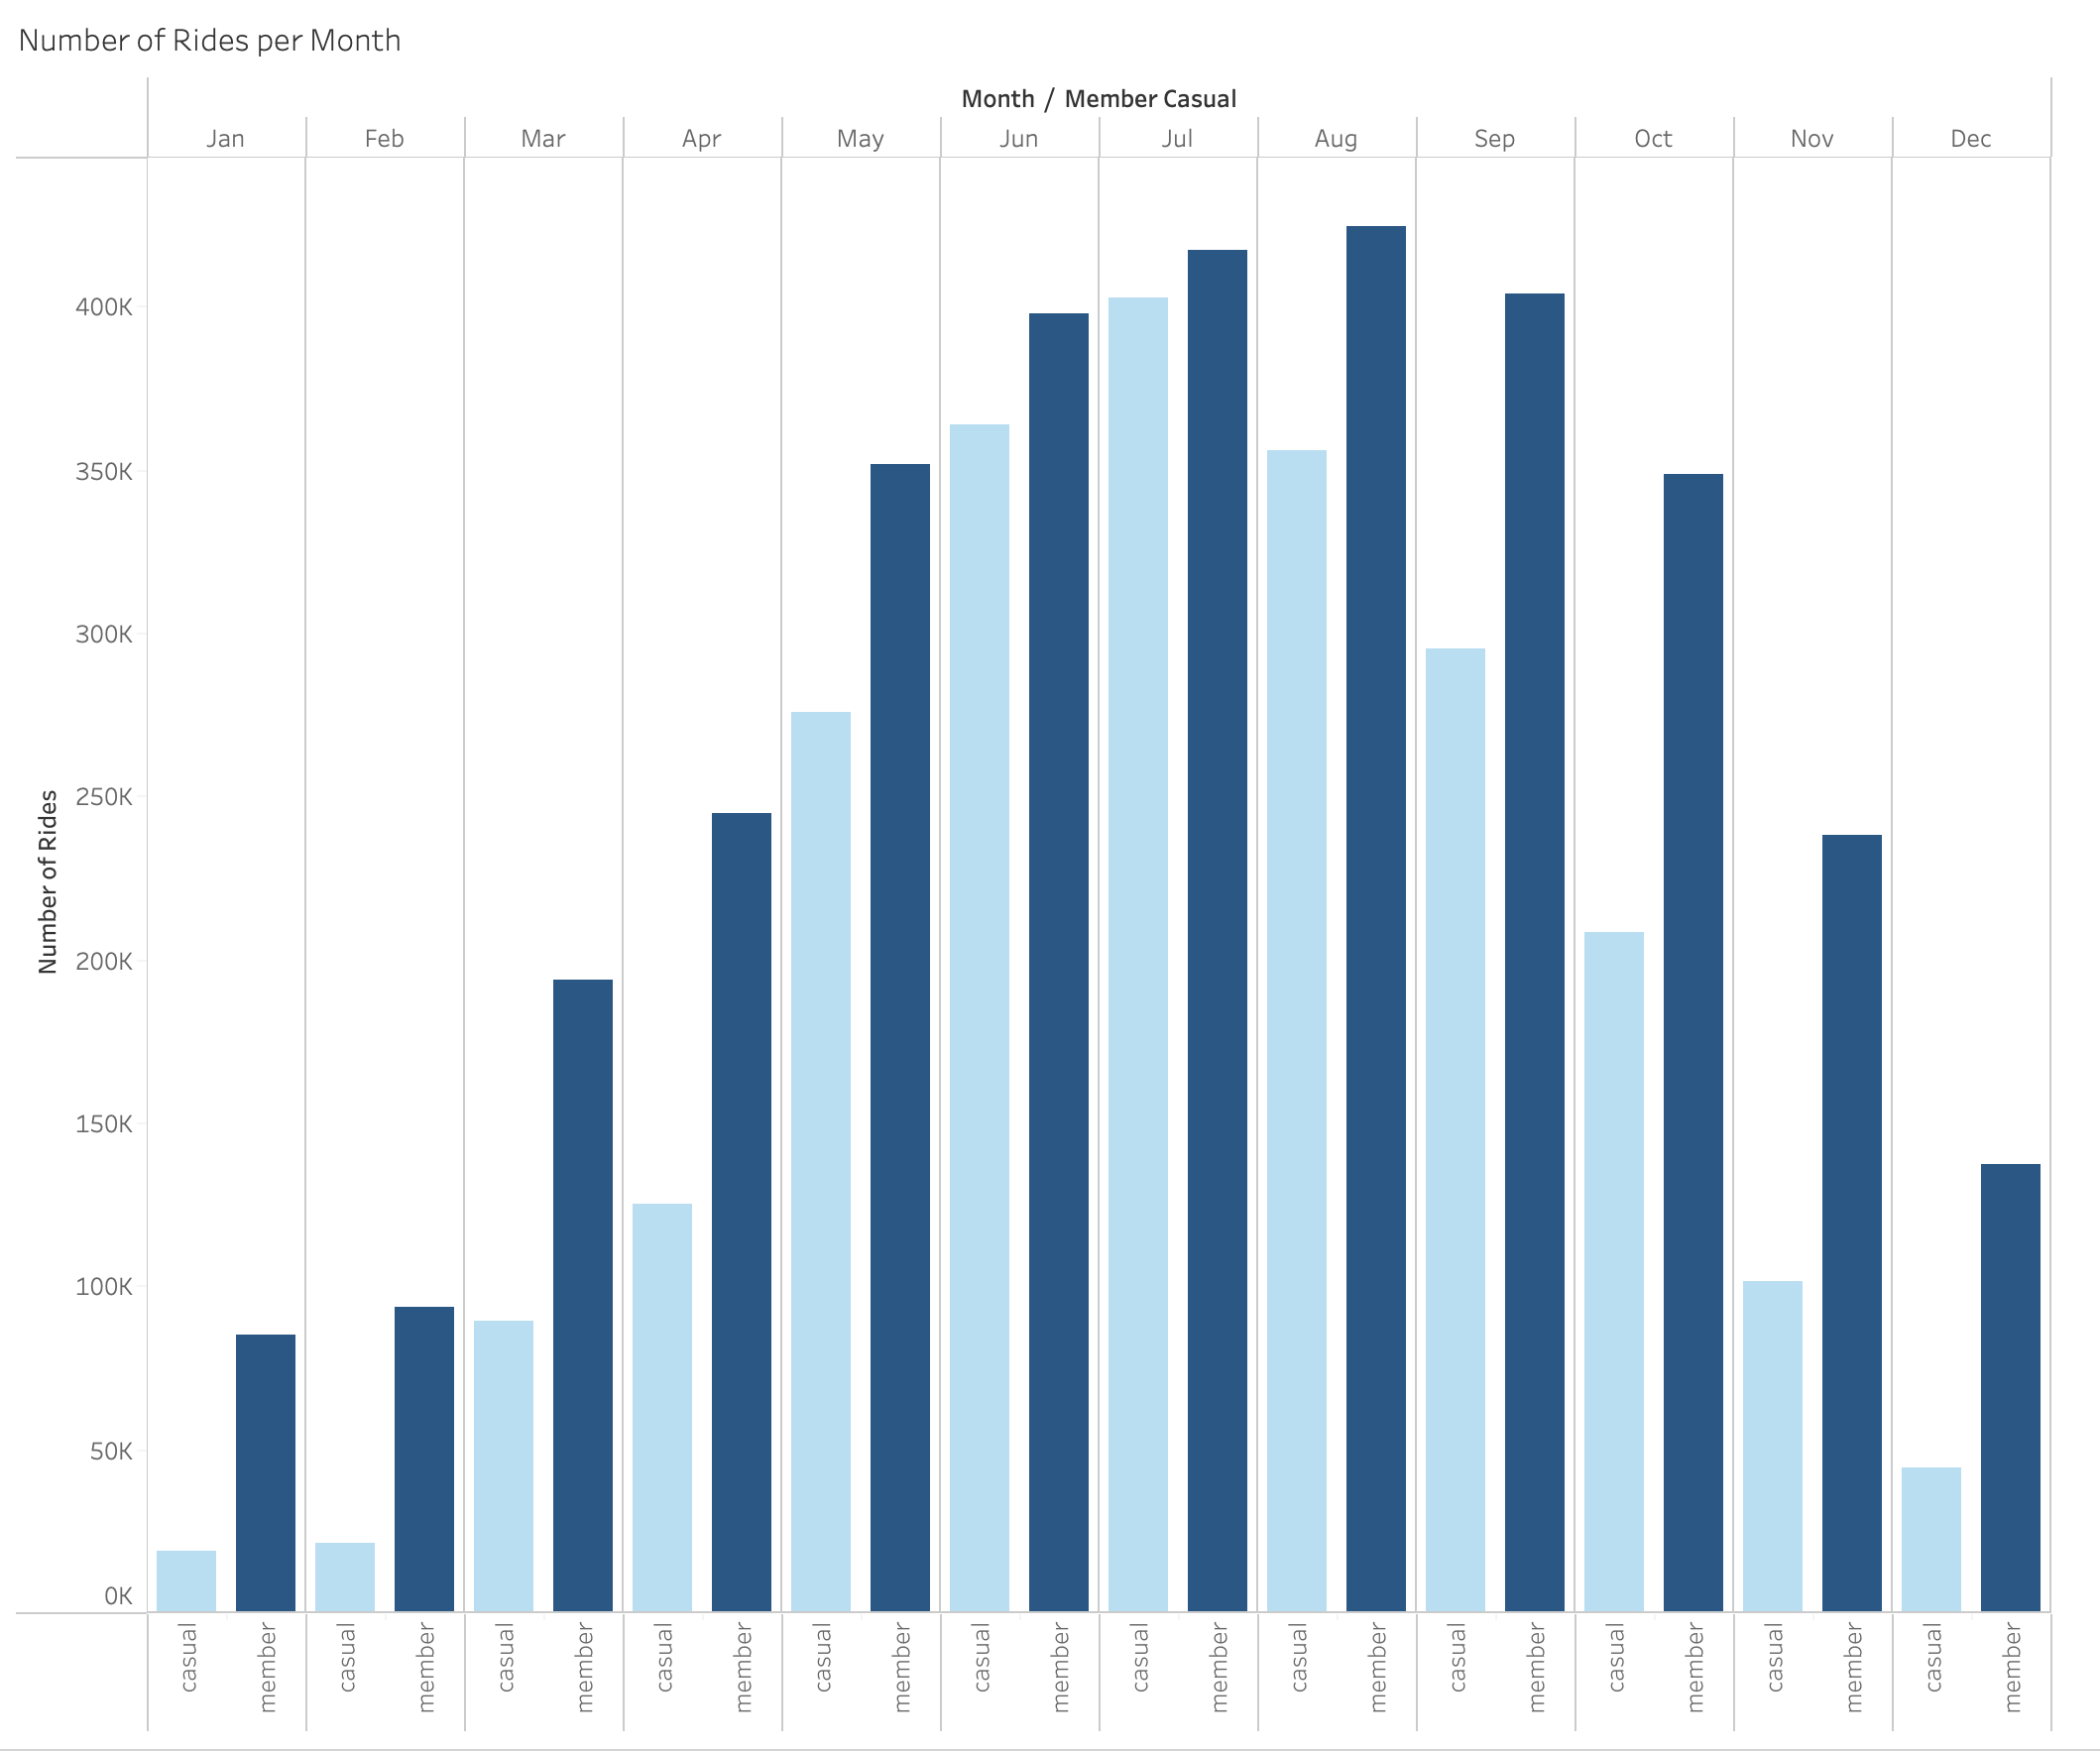 Number of Rides per Month
Month / Member Casual
Jan Feb Mar Apr May Jun Jul Aug Sep Oct Nov Dec
400K
350K
300K
250K
200K
150K
100K
50K
0K
Number of Rides
casual member casual member casual member casual member casual member casual member casual member casual member casual member casual member casual member casual member